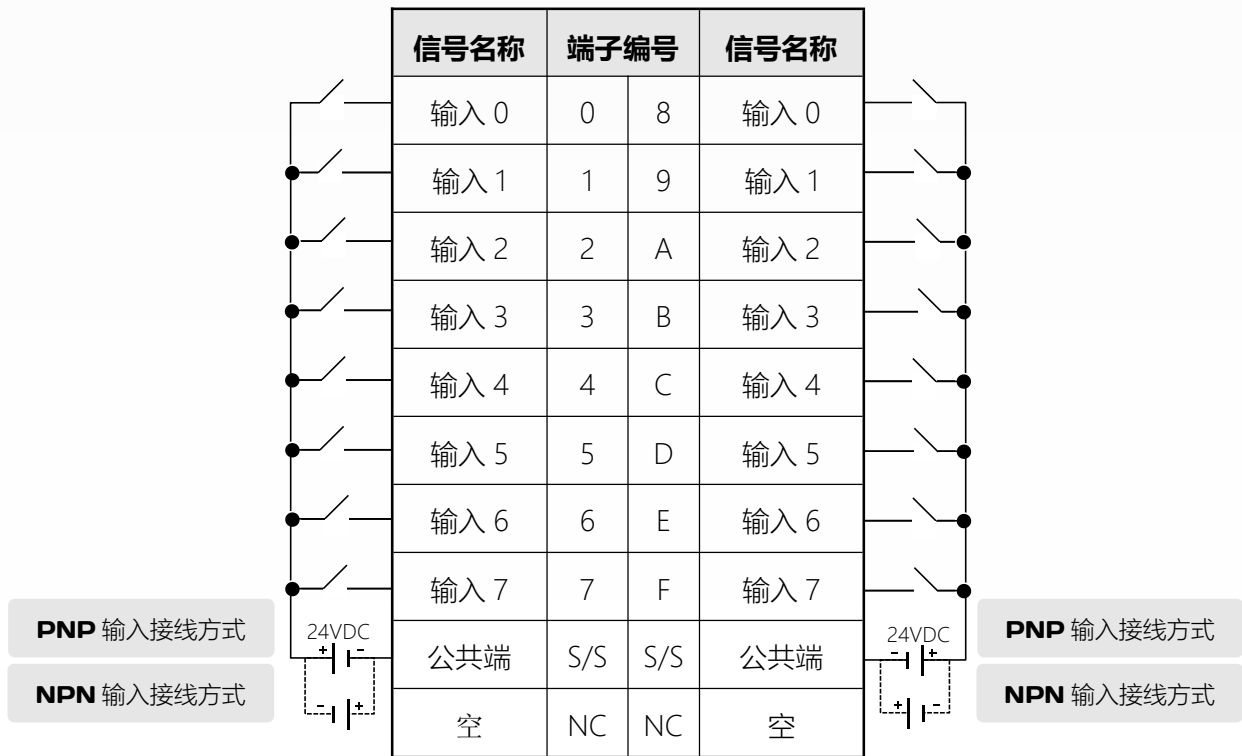 信号名称 端子编号 信号名称
输入 0 0 8 输入 0
输入 1 1 9 输入 1
输入 2 2 A 输入 2
输入 3 3 B 输入 3
输入 4 4 C 输入 4
输入 5 5 D 输入 5
输入 6 6 E 输入 6
输入 7 7 F 输入 7
PNP 输入接线方式 24VDC 24VDC PNP 输入接线方式
+ - 公共端 S/S S/S 公共端 - +
NPN 输入接线方式 NPN 输入接线方式
- + 空 NC NC 空 + -